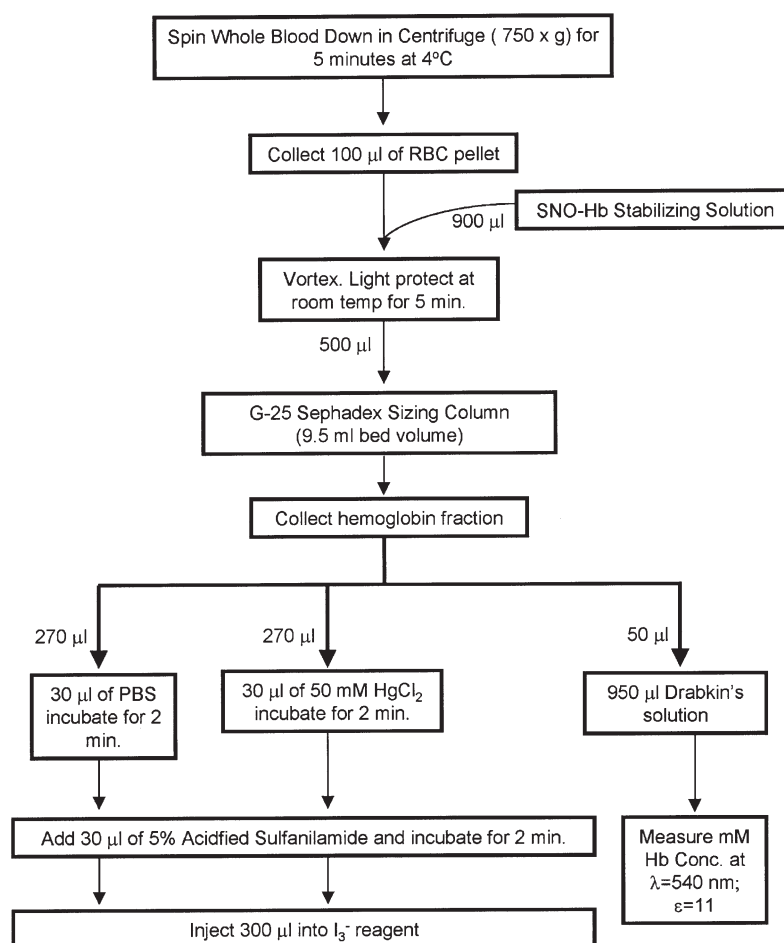 Spin Whole Blood Down in Centrifuge ( 750 x g) for
5 minutes at 4ºC
Collect 100 μl of RBC pellet
SNO-Hb Stabilizing Solution
900 μl
Vortex. Light protect at
room temp for 5 min.
500 μl
G-25 Sephadex Sizing Column
(9.5 ml bed volume)
Collect hemoglobin fraction
270 μl
270 μl
50 μl
30 μl of PBS
incubate for 2
min.
30 μl of 50 mM HgCl₂
incubate for 2 min.
950 μl Drabkin's
solution
Add 30 μl of 5% Acidfied Sulfanilamide and incubate for 2 min.
Measure mM
Hb Conc. at
λ=540 nm;
ε=11
Inject 300 μl into I₃⁻ reagent